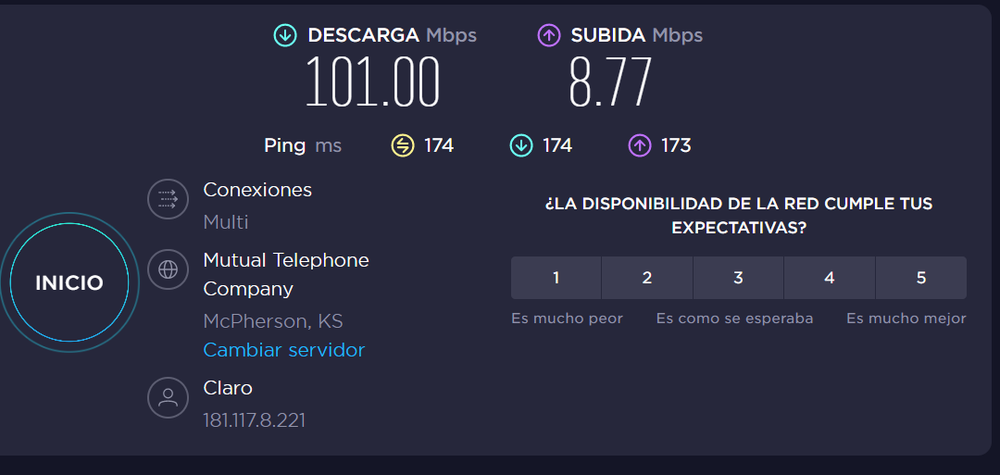 DESCARGA Mbps
101.00
SUBIDA Mbps
8.77
Ping ms
174
174
173
Conexiones
Multi
Mutual Telephone
Company
McPherson, KS
Cambiar servidor
Claro
181.117.8.221
INICIO
¿LA DISPONIBILIDAD DE LA RED CUMPLE TUS
EXPECTATIVAS?
1 2 3 4 5
Es mucho peor Es como se esperaba Es mucho mejor